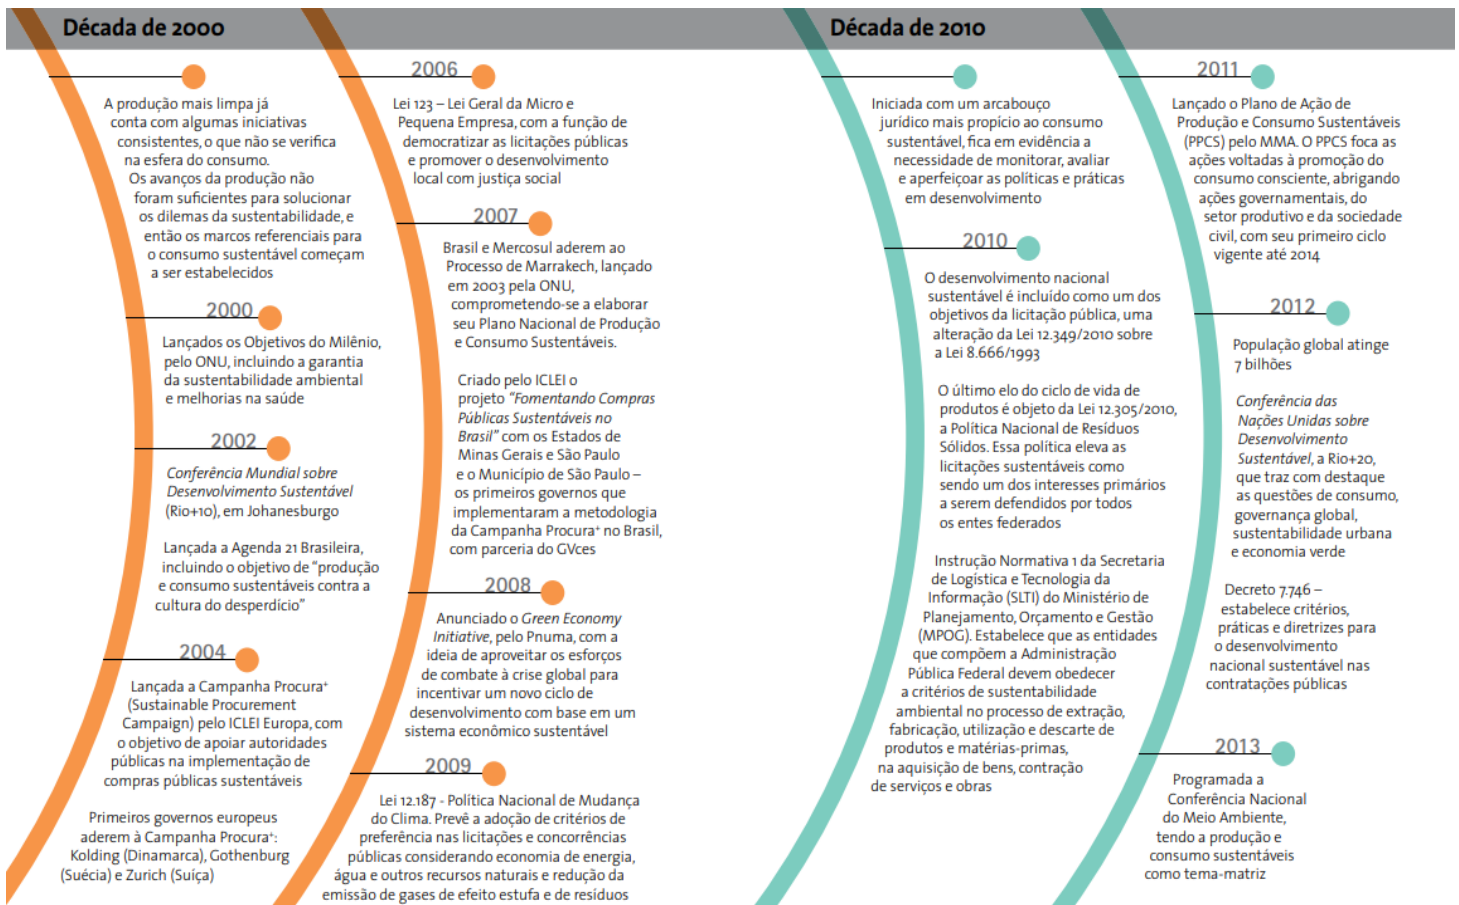 Década de 2000
A produção mais limpa já
conta com algumas iniciativas
consistentes, o que não se verifica
na esfera do consumo.
Os avanços da produção não
foram suficientes para solucionar
os dilemas da sustentabilidade, e
então os marcos referenciais para
o consumo sustentável começam
a ser estabelecidos
2000
Lançados os Objetivos do Milênio,
pelo ONU, incluindo a garantia
da sustentabilidade ambiental
e melhorias na saúde
2002
Conferência Mundial sobre
Desenvolvimento Sustentável
(Rio+10), em Johanesburgo
Lançada a Agenda 21 Brasileira,
incluindo o objetivo de “produção
e consumo sustentáveis contra a
cultura do desperdício”
2004
Lançada a Campanha Procura⁺
(Sustainable Procurement
Campaign) pelo ICLEI Europa, com
o objetivo de apoiar autoridades
públicas na implementação de
compras públicas sustentáveis
Primeiros governos europeus
aderem à Campanha Procura⁺:
Kolding (Dinamarca), Gothenburg
(Suécia) e Zurich (Suíça)
2006
Lei 123 – Lei Geral da Micro e
Pequena Empresa, com a função de
democratizar as licitações públicas
e promover o desenvolvimento
local com justiça social
2007
Brasil e Mercosul aderem ao
Processo de Marrakech, lançado
em 2003 pela ONU,
comprometendo-se a elaborar
seu Plano Nacional de Produção
e Consumo Sustentáveis.
Criado pelo ICLEI o
projeto “Fomentando Compras
Públicas Sustentáveis no
Brasil” com os Estados de
Minas Gerais e São Paulo
e o Município de São Paulo –
os primeiros governos que
implementaram a metodologia
da Campanha Procura⁺ no Brasil,
com parceria do GVces
2008
Anunciado o Green Economy
Initiative, pelo Pnuma, com a
ideia de aproveitar os esforços
de combate à crise global para
incentivar um novo ciclo de
desenvolvimento com base em um
sistema econômico sustentável
2009
Lei 12.187 - Política Nacional de Mudança
do Clima. Prevê a adoção de critérios de
preferência nas licitações e concorrências
públicas considerando economia de energia,
água e outros recursos naturais e redução da
emissão de gases de efeito estufa e de resíduos
Década de 2010
Iniciada com um arcabouço
jurídico mais propício ao consumo
sustentável, fica em evidência a
necessidade de monitorar, avaliar
e aperfeiçoar as políticas e práticas
em desenvolvimento
2010
O desenvolvimento nacional
sustentável é incluído como um dos
objetivos da licitação pública, uma
alteração da Lei 12.349/2010 sobre
a Lei 8.666/1993
O último elo do ciclo de vida de
produtos é objeto da Lei 12.305/2010,
a Política Nacional de Resíduos
Sólidos. Essa política eleva as
licitações sustentáveis como
sendo um dos interesses primários
a serem defendidos por todos
os entes federados
Instrução Normativa 1 da Secretaria
de Logística e Tecnologia da
Informação (SLTI) do Ministério de
Planejamento, Orçamento e Gestão
(MPOG). Estabelece que as entidades
que compõem a Administração
Pública Federal devem obedecer
a critérios de sustentabilidade
ambiental no processo de extração,
fabricação, utilização e descarte de
produtos e matérias-primas,
na aquisição de bens, contração
de serviços e obras
2011
Lançado o Plano de Ação de
Produção e Consumo Sustentáveis
(PPCS) pelo MMA. O PPCS foca as
ações voltadas à promoção do
consumo consciente, abrigando
ações governamentais, do
setor produtivo e da sociedade
civil, com seu primeiro ciclo
vigente até 2014
2012
População global atinge
7 bilhões
Conferência das
Nações Unidas sobre
Desenvolvimento
Sustentável, a Rio+20,
que traz com destaque
as questões de consumo,
governança global,
sustentabilidade urbana
e economia verde
Decreto 7.746 –
estabelece critérios,
práticas e diretrizes para
o desenvolvimento
nacional sustentável nas
contratações públicas
2013
Programada a
Conferência Nacional
do Meio Ambiente,
tendo a produção e
consumo sustentáveis
como tema-matriz